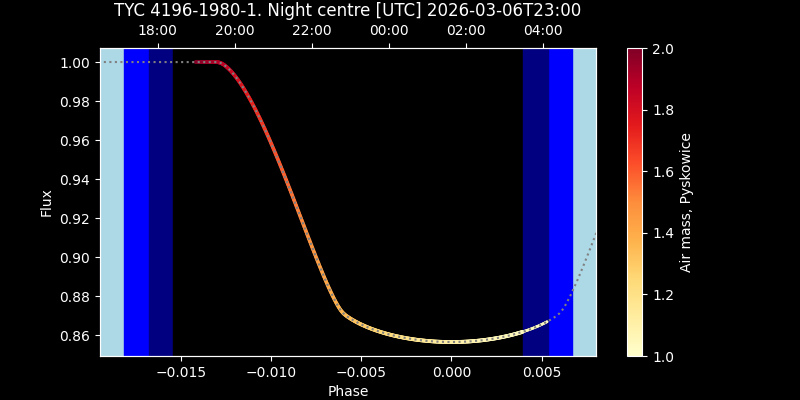 TYC 4196-1980-1. Night centre [UTC] 2026-03-06T23:00
18:00 20:00 22:00 00:00 02:00 04:00
1.00
0.98
0.96
0.94
0.92
0.90
0.88
0.86
Flux
−0.015 −0.010 −0.005 0.000 0.005
Phase
2.0
1.8
1.6
1.4
1.2
1.0
Air mass, Pyskowice